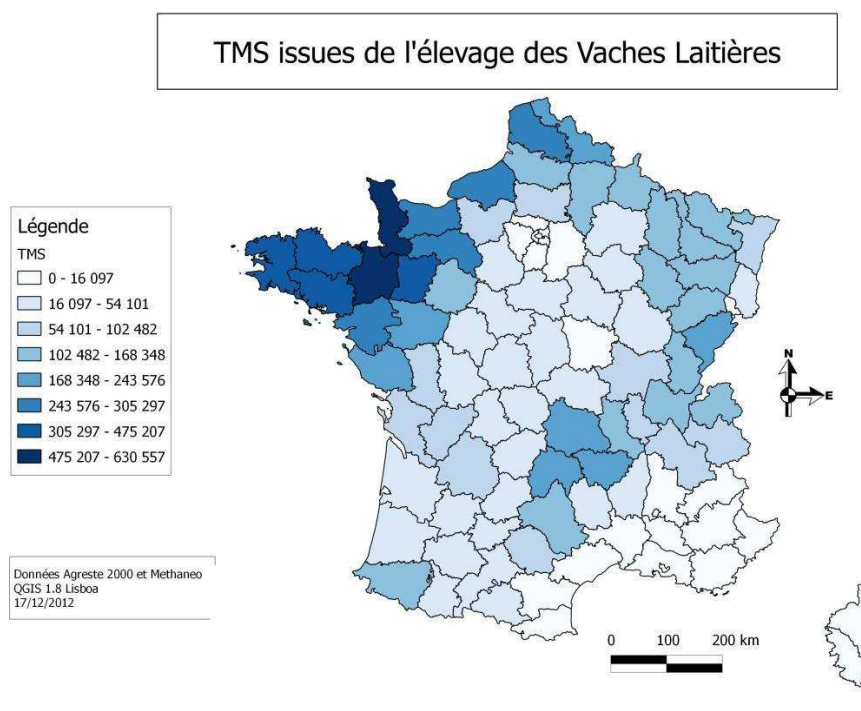 TMS issues de l'élevage des Vaches Laitières
Légende
TMS
0 - 16 097
16 097 - 54 101
54 101 - 102 482
102 482 - 168 348
168 348 - 243 576
243 576 - 305 297
305 297 - 475 207
475 207 - 630 557
N
E
Données Agreste 2000 et Methaneo
QGIS 1.8 Lisboa
17/12/2012
0 100 200 km